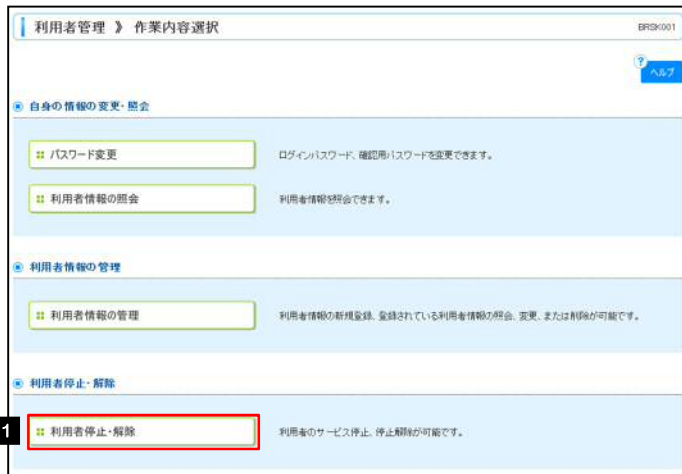 利用者管理 》 作業内容選択
BRSK001
? ヘルプ
自身の情報の変更・照会
パスワード変更
ログインパスワード、確認用パスワードを変更できます。
利用者情報の照会
利用者情報を照会できます。
利用者情報の管理
利用者情報の管理
利用者情報の新規登録、登録されている利用者情報の照会、変更、または削除が可能です。
利用者停止・解除
1
利用者停止・解除
利用者のサービス停止、停止解除が可能です。